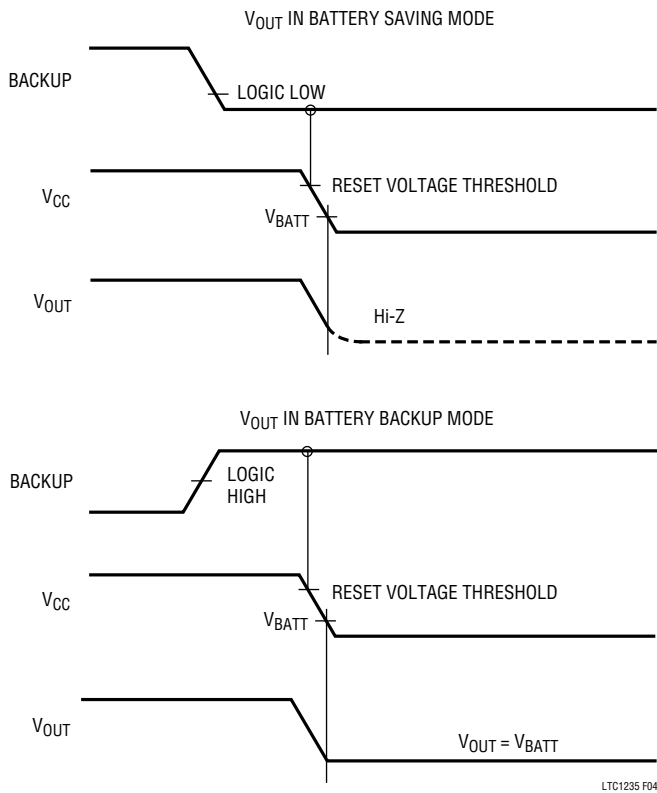 VOUT IN BATTERY SAVING MODE
BACKUP
LOGIC LOW
VCC
RESET VOLTAGE THRESHOLD
VBATT
VOUT
Hi-Z
VOUT IN BATTERY BACKUP MODE
BACKUP
LOGIC
HIGH
VCC
RESET VOLTAGE THRESHOLD
VBATT
VOUT
VOUT = VBATT
LTC1235 F04